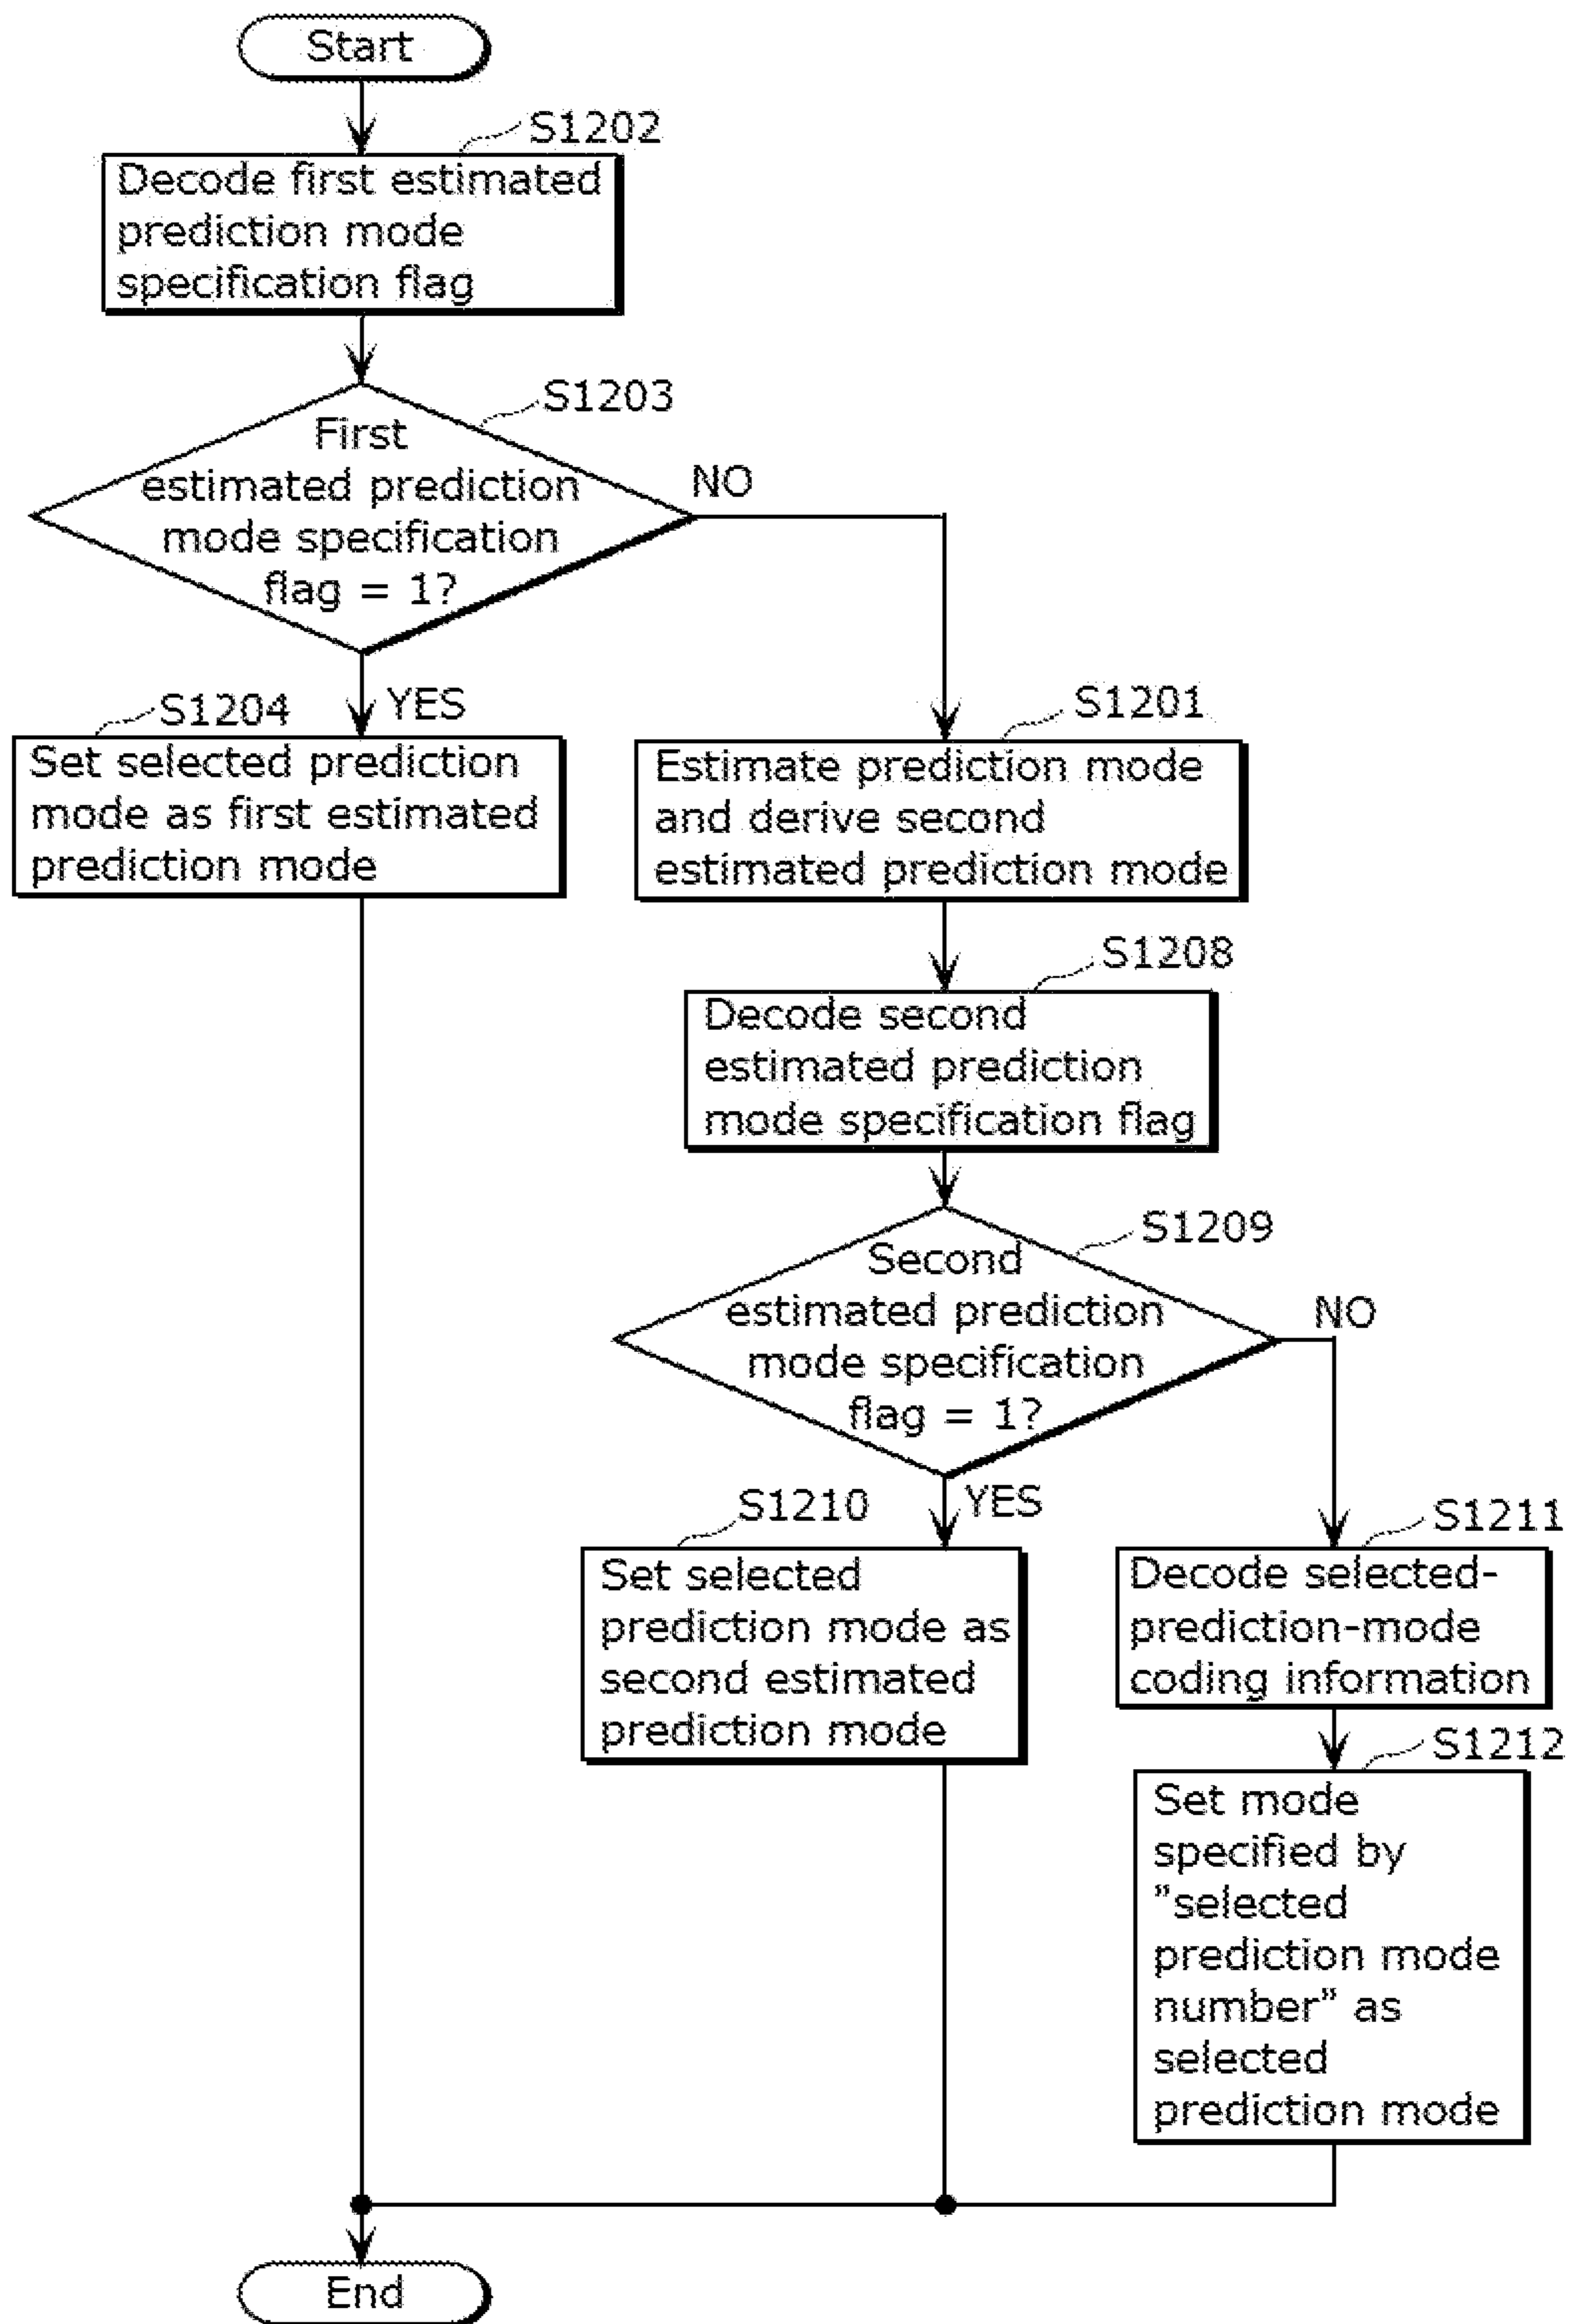 Start
S1202
Decode first estimated
prediction mode
specification flag
S1203
First
estimated prediction
mode specification
flag = 1?
NO
YES
S1204
Set selected prediction
mode as first estimated
prediction mode
S1201
Estimate prediction mode
and derive second
estimated prediction mode
S1208
Decode second
estimated prediction
mode specification flag
S1209
Second
estimated prediction
mode specification
flag = 1?
NO
YES
S1210
Set selected
prediction mode as
second estimated
prediction mode
S1211
Decode selected-
prediction-mode
coding information
S1212
Set mode
specified by
"selected
prediction mode
number" as
selected
prediction mode
End